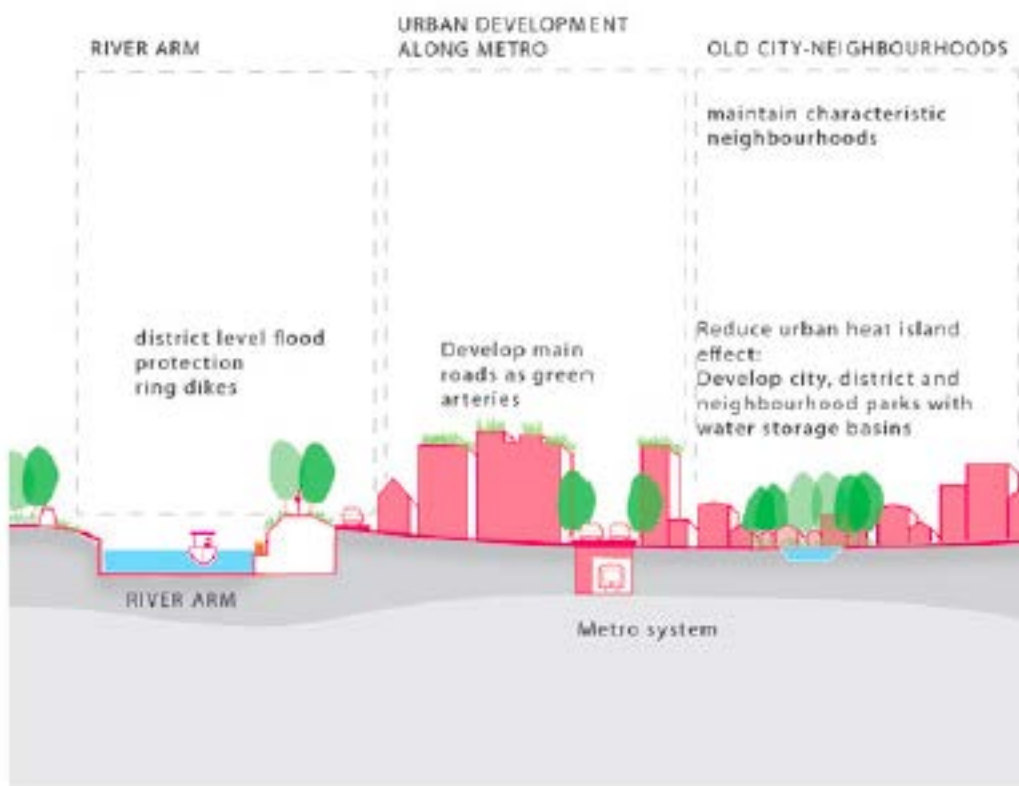 RIVER ARM
URBAN DEVELOPMENT
ALONG METRO
OLD CITY-NEIGHBOURHOODS
maintain characteristic
neighbourhoods
district level flood
protection
ring dikes
Develop main
roads as green
arteries
Reduce urban heat island
effect:
Develop city, district and
neighbourhood parks with
water storage basins
RIVER ARM
Metro system